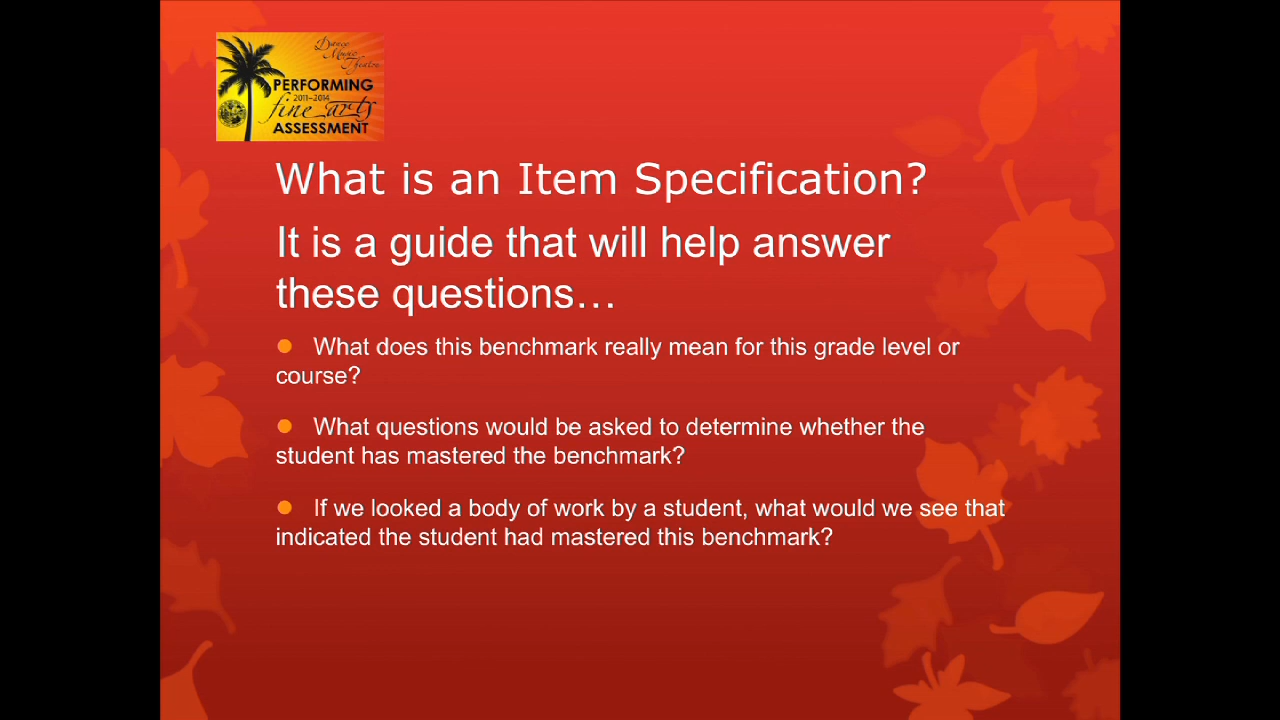 Dance
Music
Theatre
PERFORMING
2011-2014
fine arts
ASSESSMENT
What is an Item Specification?
It is a guide that will help answer
these questions…
What does this benchmark really mean for this grade level or
course?
What questions would be asked to determine whether the
student has mastered the benchmark?
If we looked a body of work by a student, what would we see that
indicated the student had mastered this benchmark?